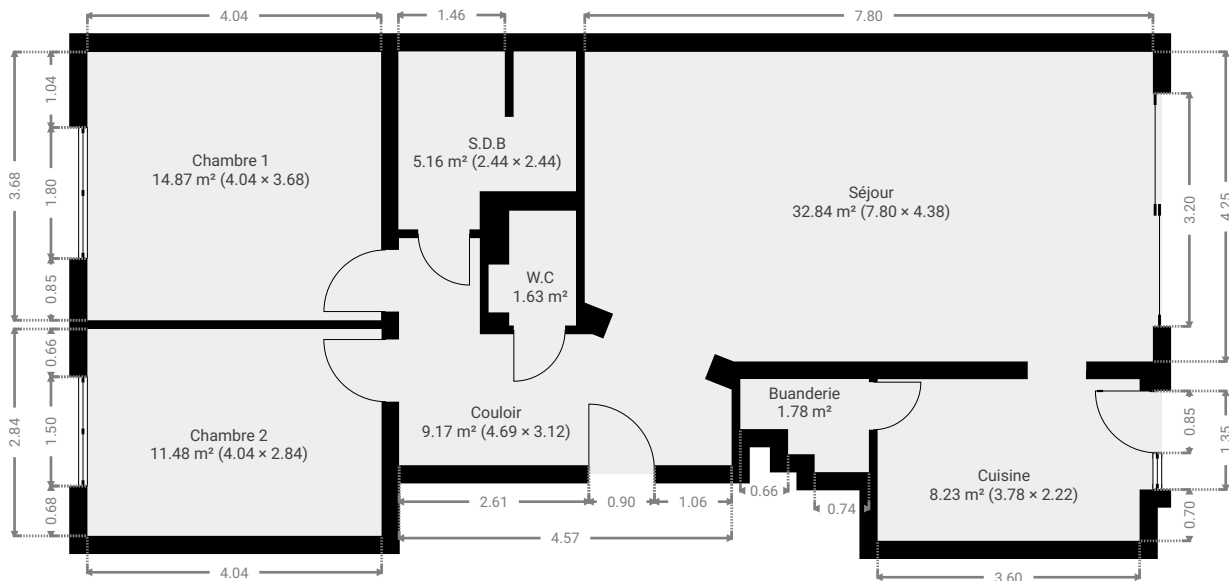 4.04
1.46
7.80
3.68
1.04
1.80
0.85
Chambre 1
14.87 m² (4.04 × 3.68)
S.D.B
5.16 m² (2.44 × 2.44)
Séjour
32.84 m² (7.80 × 4.38)
3.20
4.25
W.C
1.63 m²
2.84
0.66
1.50
0.68
Chambre 2
11.48 m² (4.04 × 2.84)
Couloir
9.17 m² (4.69 × 3.12)
Buanderie
1.78 m²
Cuisine
8.23 m² (3.78 × 2.22)
0.85
1.35
0.70
2.61
0.90
1.06
0.66
0.74
4.57
4.04
3.60